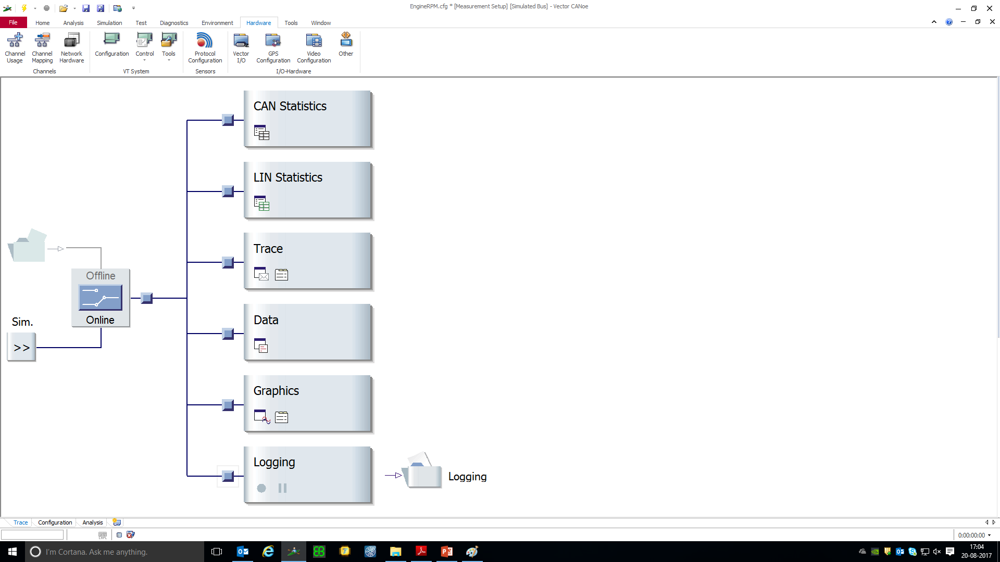 EngineRPM.cfg * [Measurement Setup] [Simulated Bus] - Vector CANoe
File Home Analysis Simulation Test Diagnostics Environment Hardware Tools Window
Channel Usage
Channel Mapping
Network Hardware
Channels
Configuration
Control
Tools
VT System
Protocol Configuration
Sensors
Vector I/O
GPS Configuration
Video Configuration
Other
I/O-Hardware
CAN Statistics
LIN Statistics
Trace
Offline
Online
Sim.
>>
Data
Graphics
Logging
Logging
Trace Configuration Analysis
CAPL
0:00:00:00
I'm Cortana. Ask me anything.
17:04
20-08-2017